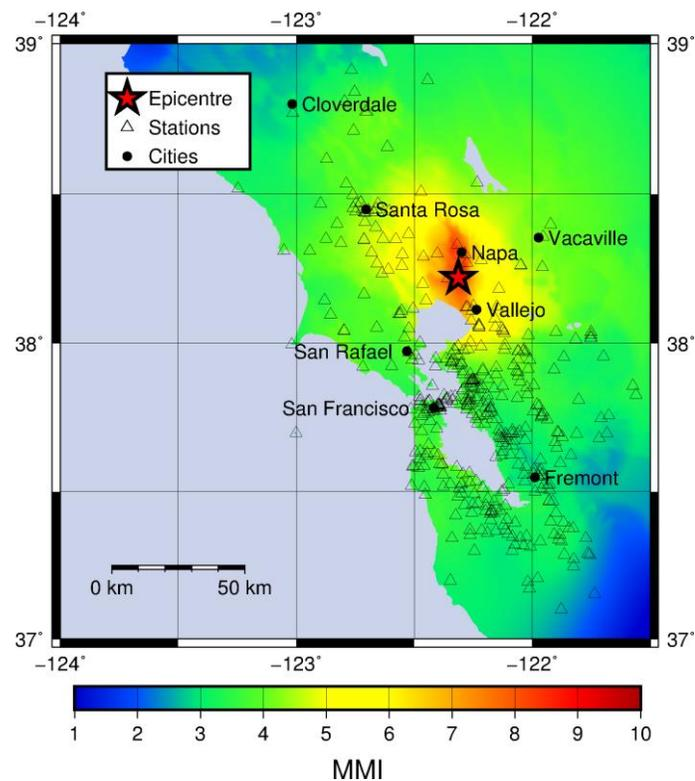 −124° −123° −122°
39° 39°
Epicentre
Stations
Cities
Cloverdale
Santa Rosa
Vacaville
Napa
Vallejo
38° 38°
San Rafael
San Francisco
Fremont
0 km 50 km
37° 37°
−124° −123° −122°
1 2 3 4 5 6 7 8 9 10
MMI